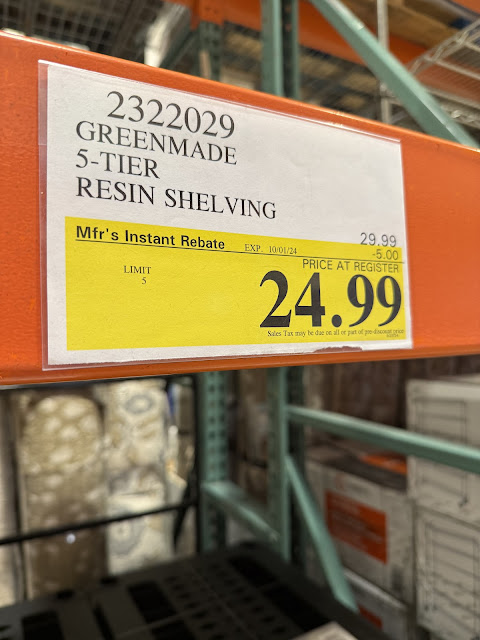 2322029
GREENMADE
5-TIER
RESIN SHELVING
Mfr's Instant Rebate EXP. 10/01/24 29.99
-5.00
LIMIT PRICE AT REGISTER
5 24.99
Sales Tax may be due on all or part of pre-discount price